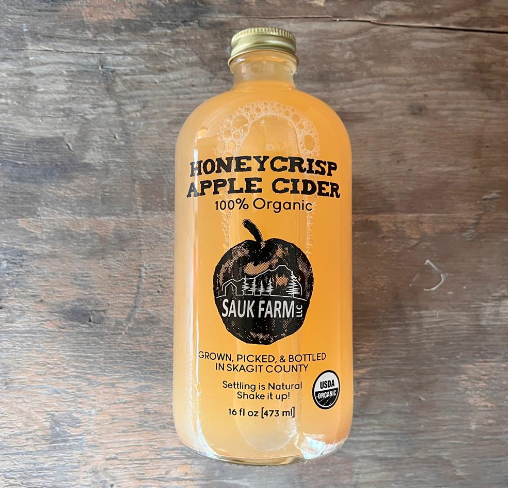 HONEYCRISP
APPLE CIDER
100% Organic
SAUK FARM LLC
GROWN, PICKED, & BOTTLED
IN SKAGIT COUNTY
Settling is Natural
Shake it up!
USDA
ORGANIC
16 fl oz [473 ml]